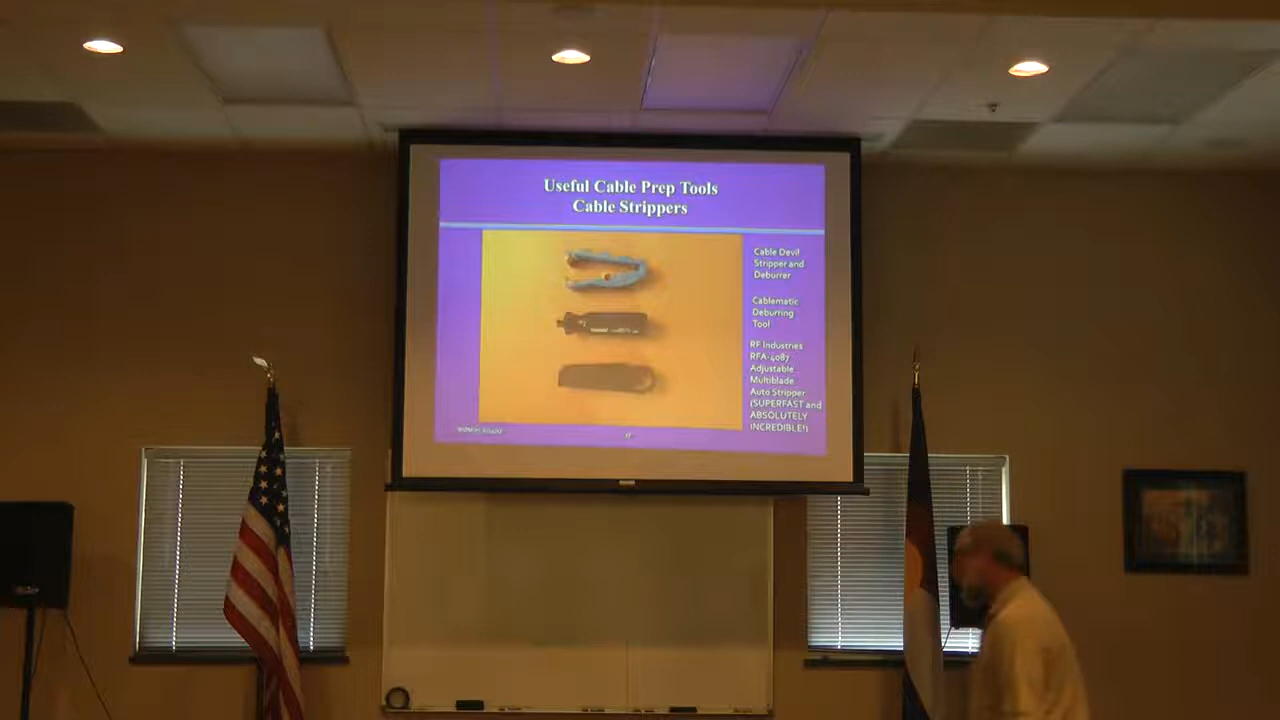 Useful Cable Prep Tools
Cable Strippers
Cable Devil
Stripper and
Deburrer
Cablematic
Deburring
Tool
RF Industries
RFA-4087
Adjustable
Multiblade
Auto Stripper
(SUPERFAST and
ABSOLUTELY
INCREDIBLE!)